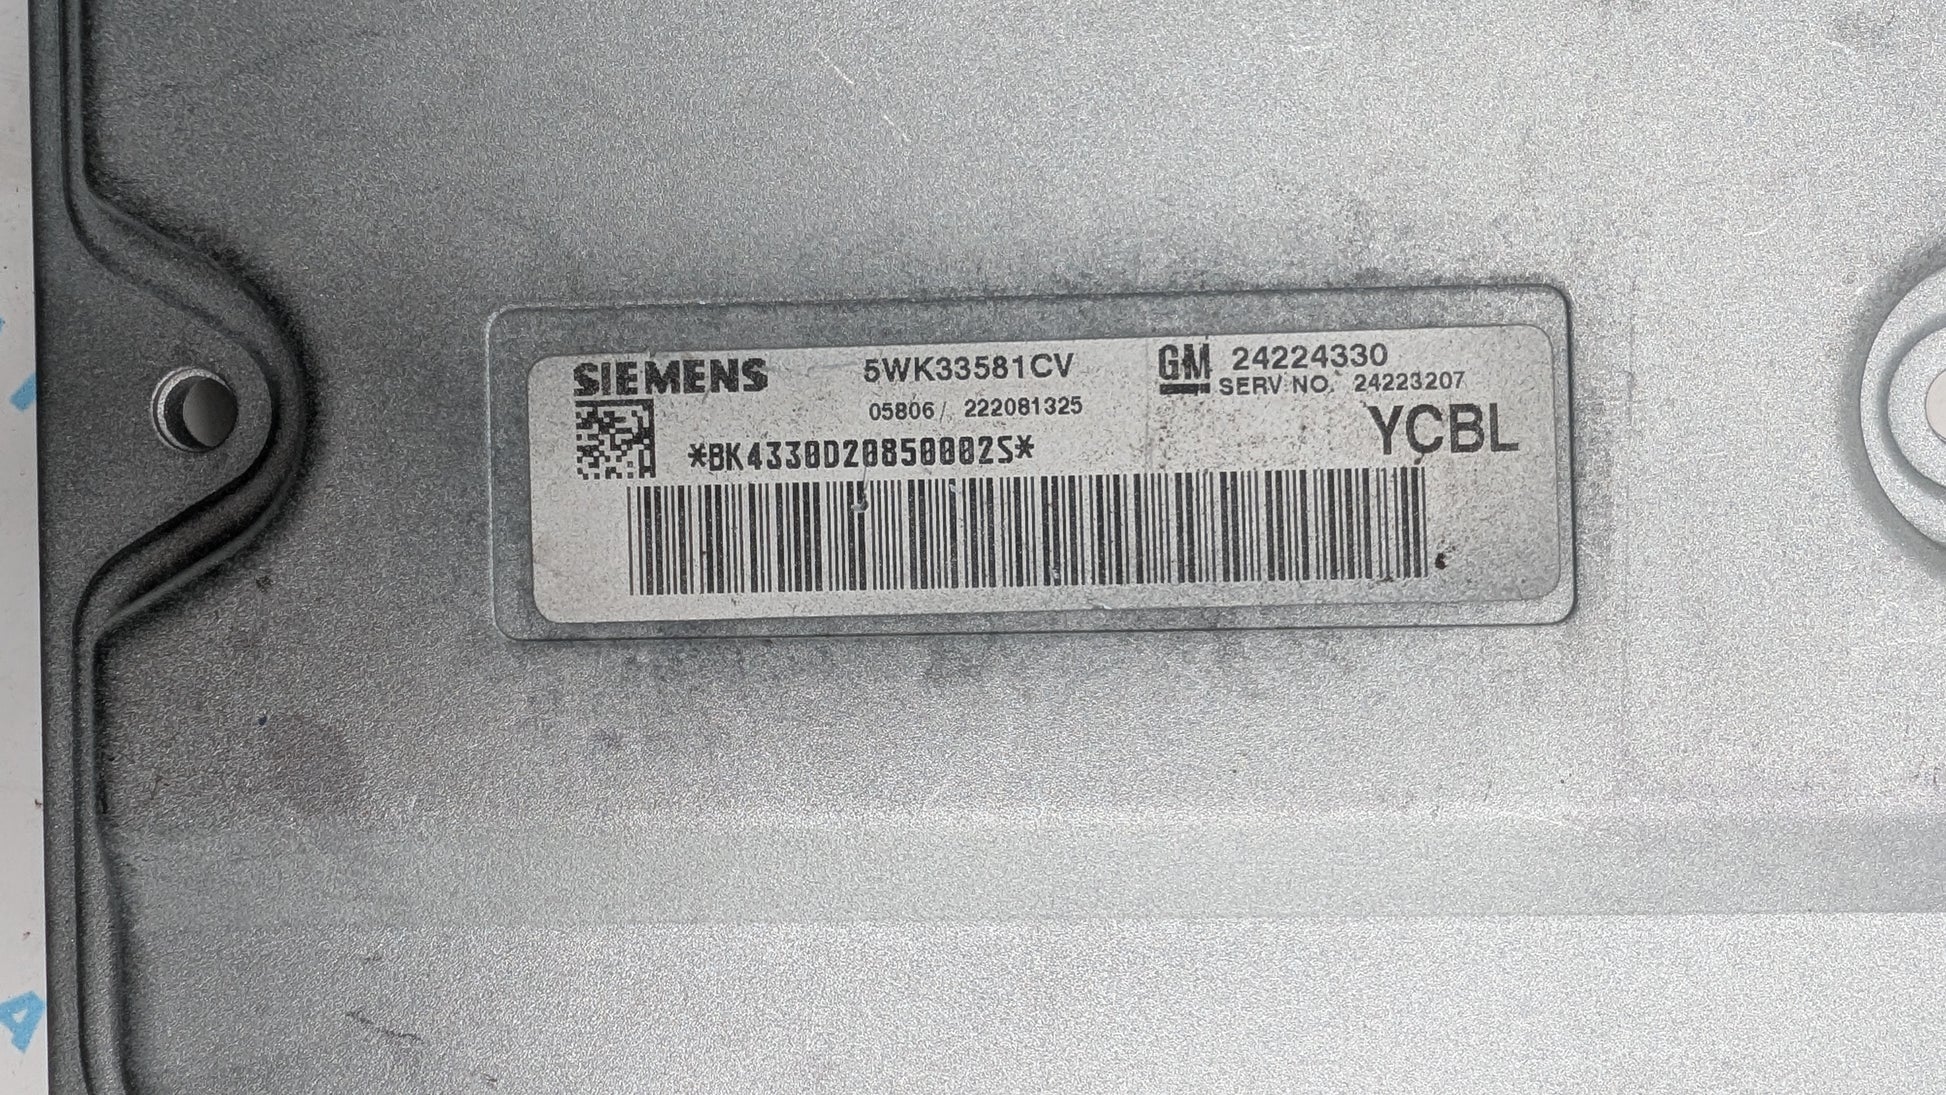 SIEMENS 5WK33581CV GM 24224330
05806/ 222081325 SERV NO. 24223207
*BK4330D20850002S* YCBL
A